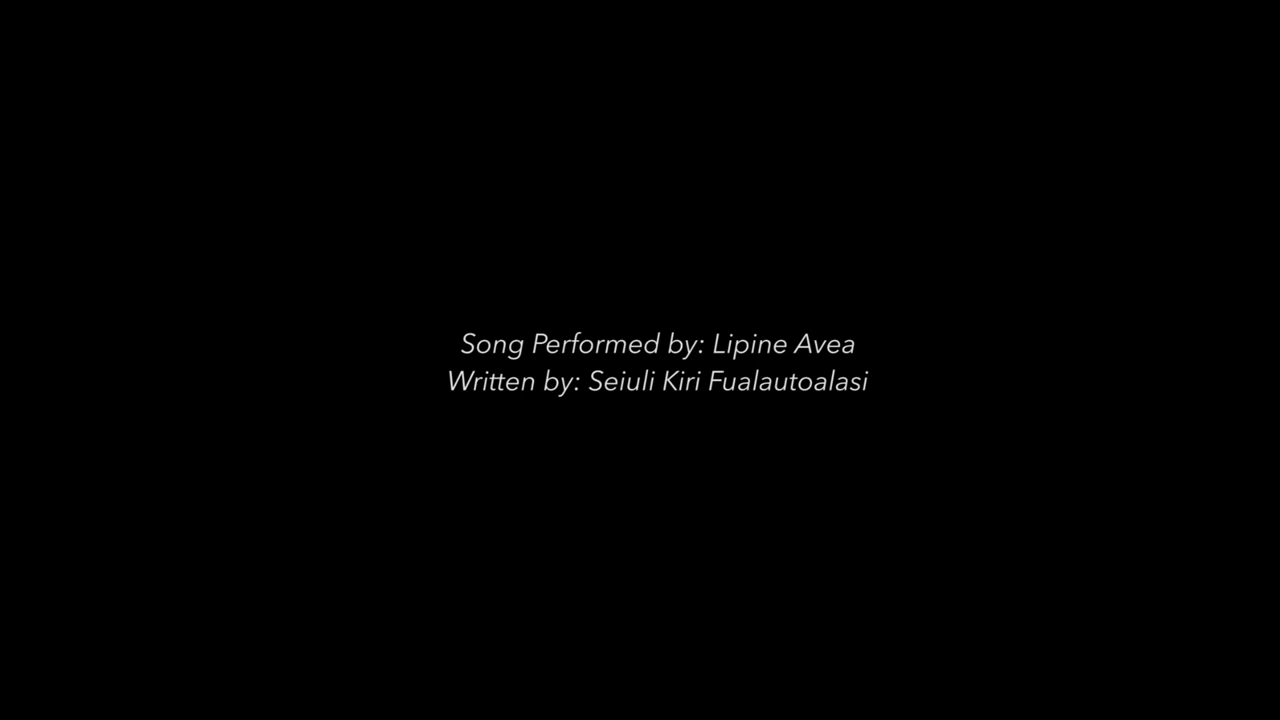 Song Performed by: Lipine Avea
Written by: Seiuli Kiri Fualautoalasi